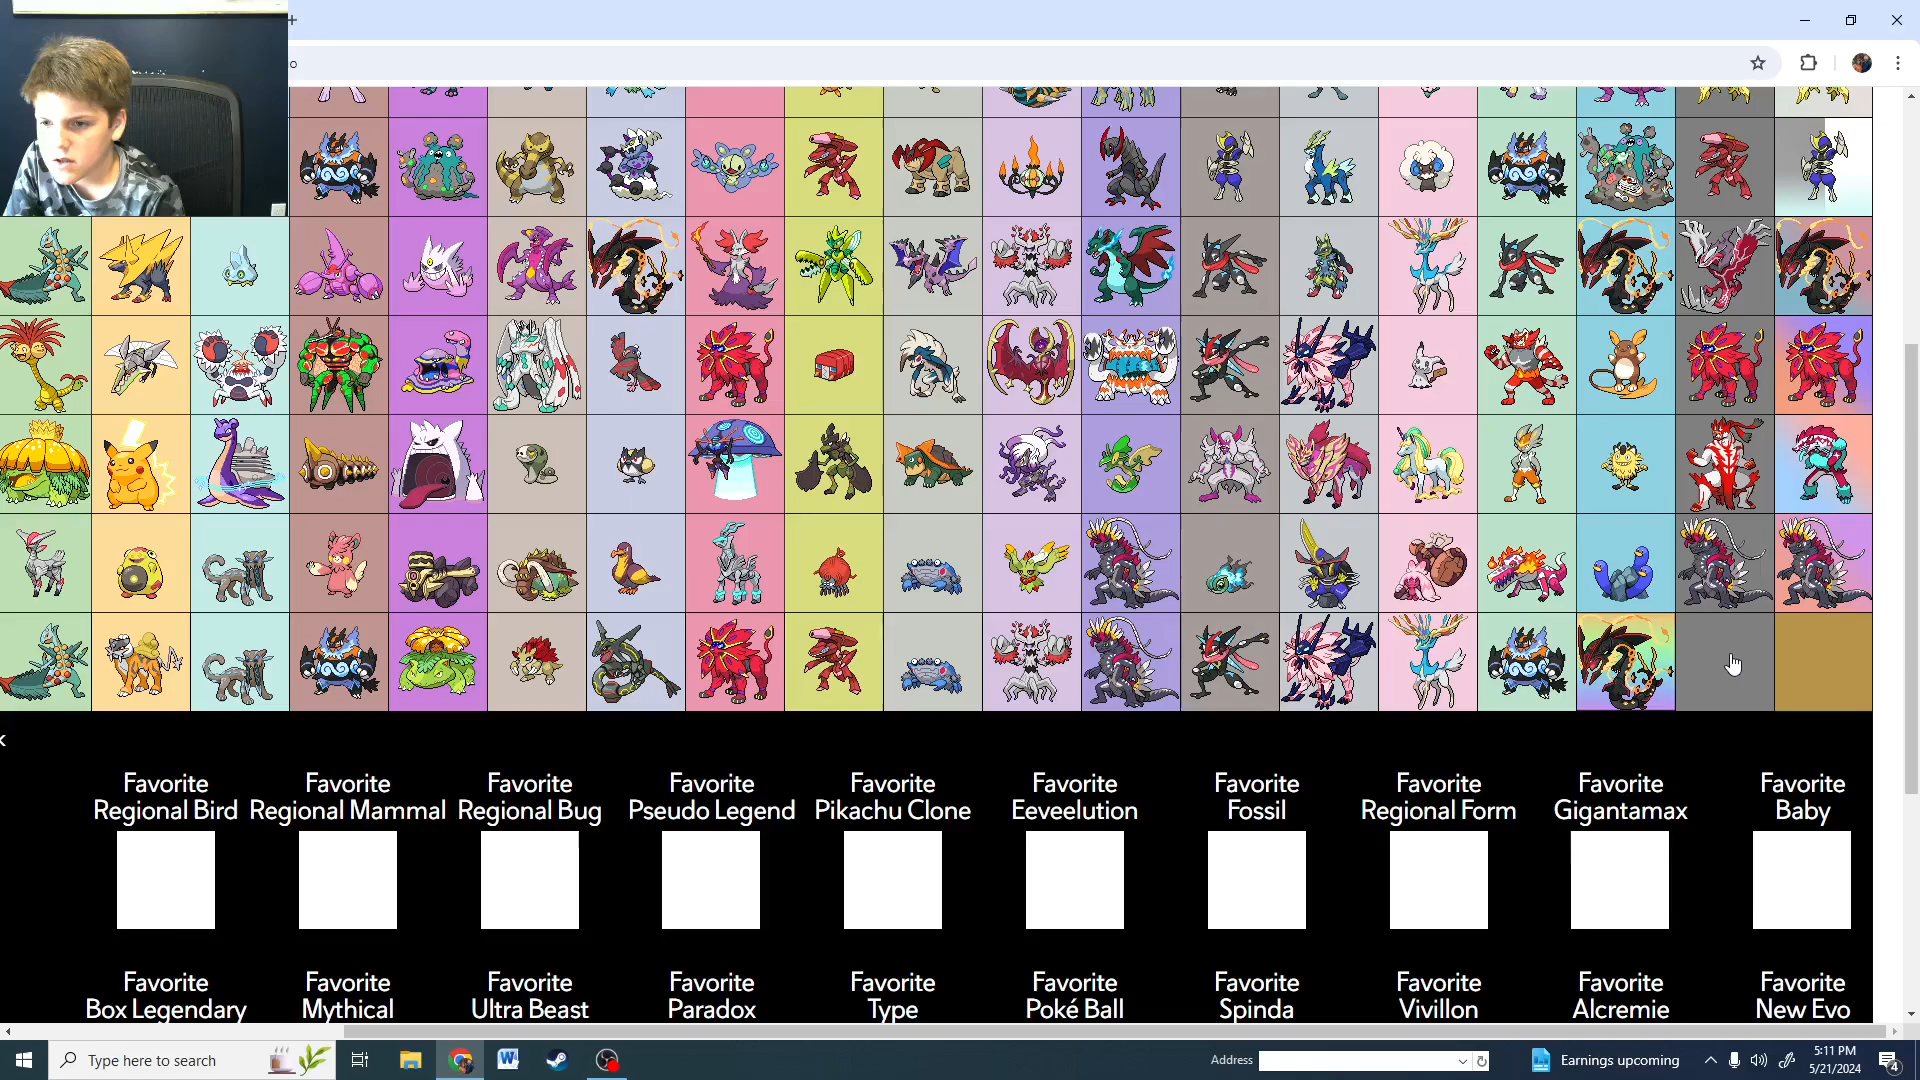 o
Favorite Regional Bird
Favorite Regional Mammal
Favorite Regional Bug
Favorite Pseudo Legend
Favorite Pikachu Clone
Favorite Eeveelution
Favorite Fossil
Favorite Regional Form
Favorite Gigantamax
Favorite Baby
Favorite Box Legendary
Favorite Mythical
Favorite Ultra Beast
Favorite Paradox
Favorite Type
Favorite Poké Ball
Favorite Spinda
Favorite Vivillon
Favorite Alcremie
Favorite New Evo
Type here to search
Address
Earnings upcoming
5:11 PM
5/21/2024
4